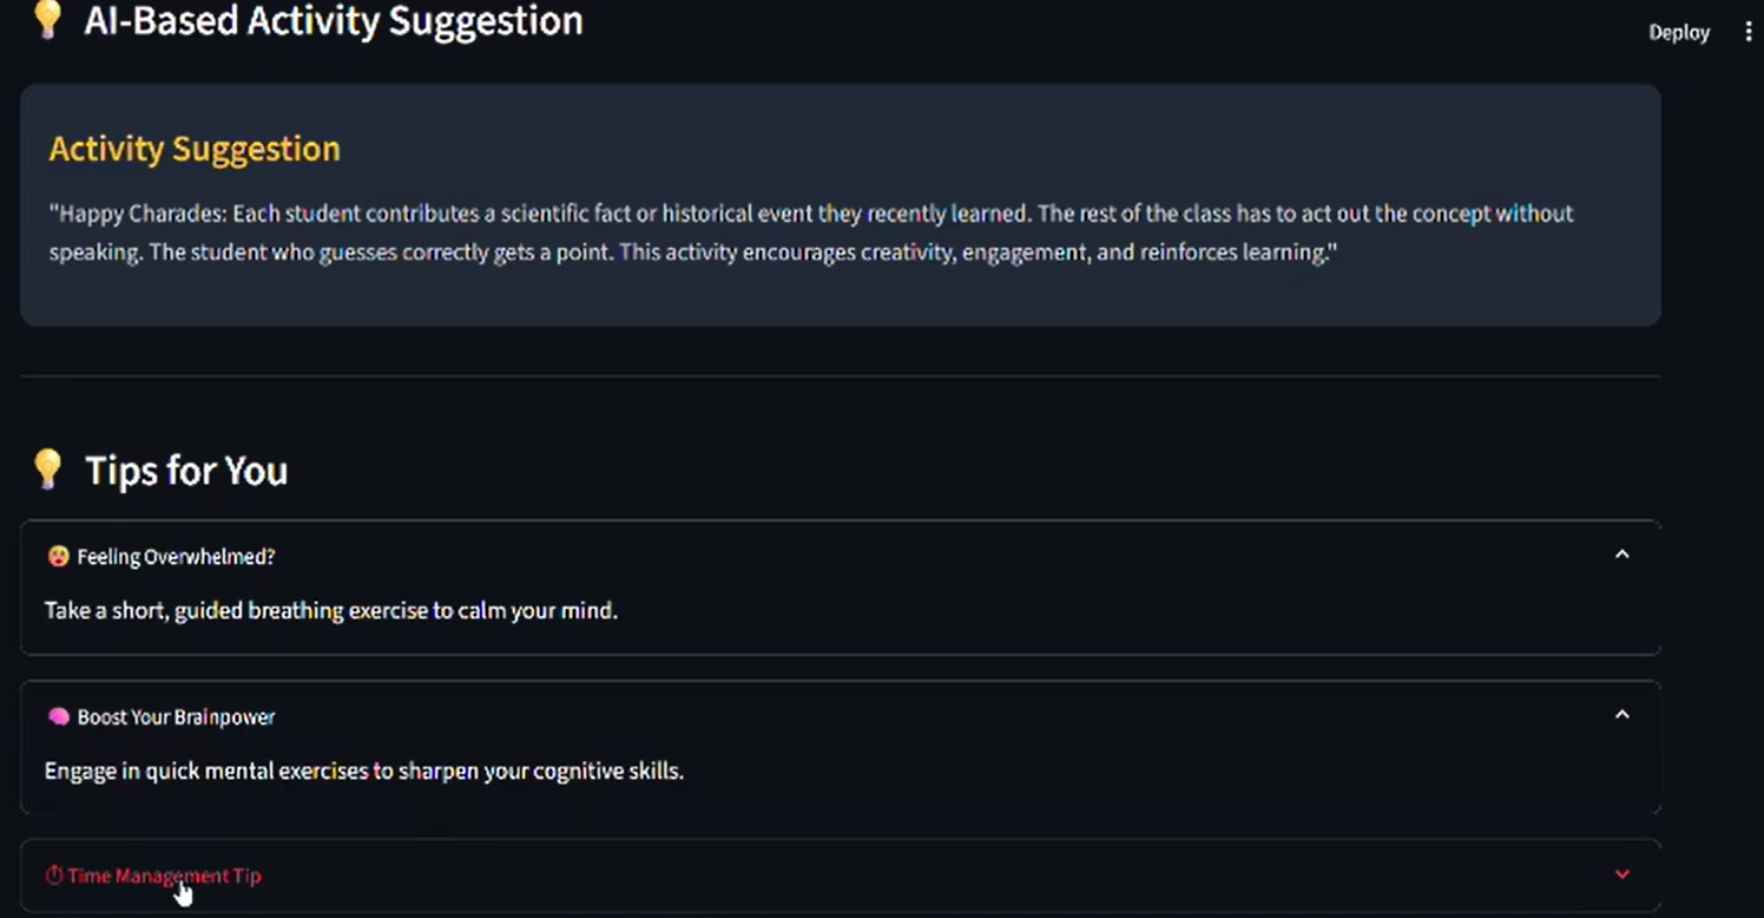 AI-Based Activity Suggestion
Deploy
Activity Suggestion
"Happy Charades: Each student contributes a scientific fact or historical event they recently learned. The rest of the class has to act out the concept without
speaking. The student who guesses correctly gets a point. This activity encourages creativity, engagement, and reinforces learning."
Tips for You
Feeling Overwhelmed?
Take a short, guided breathing exercise to calm your mind.
Boost Your Brainpower
Engage in quick mental exercises to sharpen your cognitive skills.
Time Management Tip